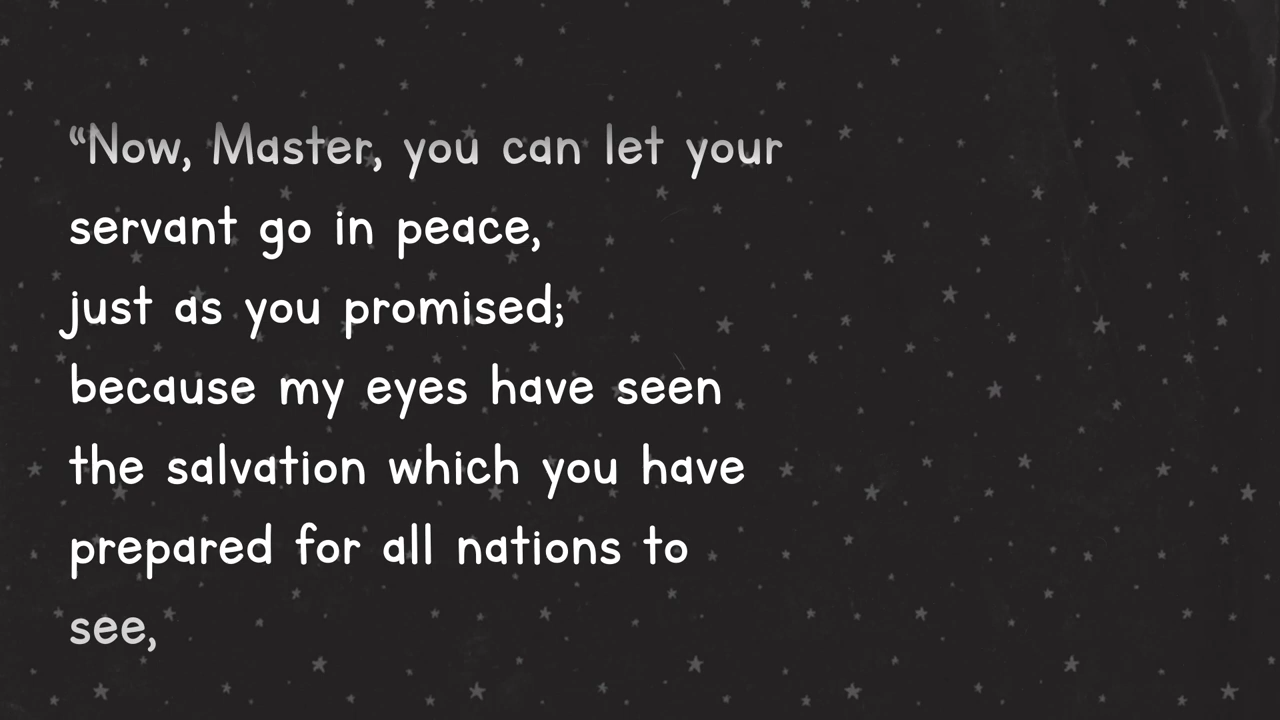 “Now, Master, you can let your
servant go in peace,
just as you promised;
because my eyes have seen
the salvation which you have
prepared for all nations to
see,